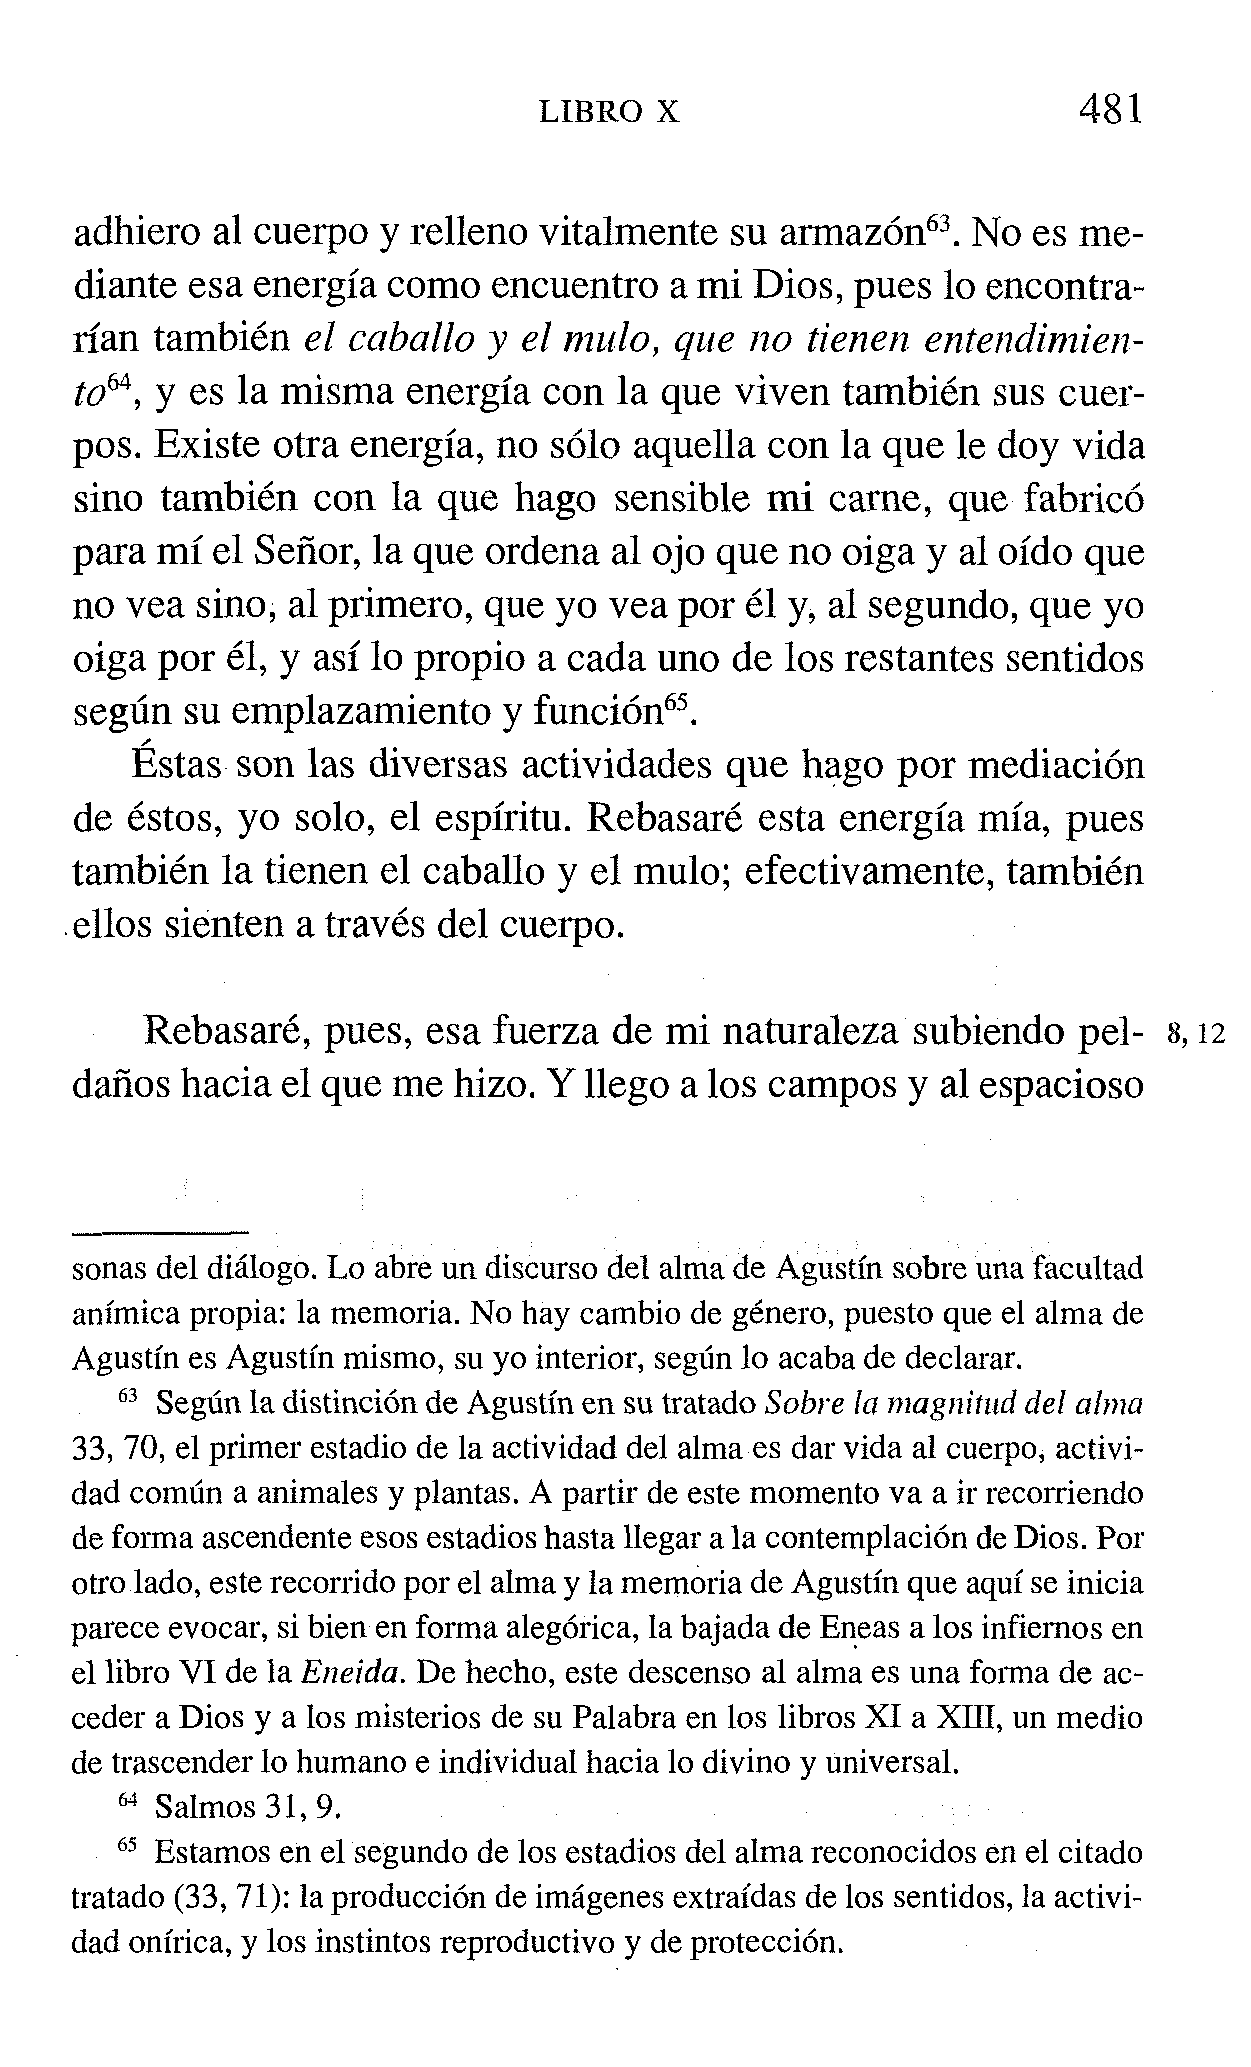 LIBRO X 481
adhiero al cuerpo y relleno vitalmente su armazón⁶³. No es me-
diante esa energía como encuentro a mi Dios, pues lo encontra-
rían también el caballo y el mulo, que no tienen entendimien-
to⁶⁴, y es la misma energía con la que viven también sus cuer-
pos. Existe otra energía, no sólo aquella con la que le doy vida
sino también con la que hago sensible mi carne, que fabricó
para mí el Señor, la que ordena al ojo que no oiga y al oído que
no vea sino, al primero, que yo vea por él y, al segundo, que yo
oiga por él, y así lo propio a cada uno de los restantes sentidos
según su emplazamiento y función⁶⁵.
Éstas son las diversas actividades que hago por mediación
de éstos, yo solo, el espíritu. Rebasaré esta energía mía, pues
también la tienen el caballo y el mulo; efectivamente, también
ellos sienten a través del cuerpo.
Rebasaré, pues, esa fuerza de mi naturaleza subiendo pel- 8, 12
daños hacia el que me hizo. Y llego a los campos y al espacioso
sonas del diálogo. Lo abre un discurso del alma de Agustín sobre una facultad
anímica propia: la memoria. No hay cambio de género, puesto que el alma de
Agustín es Agustín mismo, su yo interior, según lo acaba de declarar.
⁶³ Según la distinción de Agustín en su tratado Sobre la magnitud del alma
33, 70, el primer estadio de la actividad del alma es dar vida al cuerpo, activi-
dad común a animales y plantas. A partir de este momento va a ir recorriendo
de forma ascendente esos estadios hasta llegar a la contemplación de Dios. Por
otro lado, este recorrido por el alma y la memoria de Agustín que aquí se inicia
parece evocar, si bien en forma alegórica, la bajada de Eneas a los infiernos en
el libro VI de la Eneida. De hecho, este descenso al alma es una forma de ac-
ceder a Dios y a los misterios de su Palabra en los libros XI a XIII, un medio
de trascender lo humano e individual hacia lo divino y universal.
⁶⁴ Salmos 31, 9.
⁶⁵ Estamos en el segundo de los estadios del alma reconocidos en el citado
tratado (33, 71): la producción de imágenes extraídas de los sentidos, la activi-
dad onírica, y los instintos reproductivo y de protección.